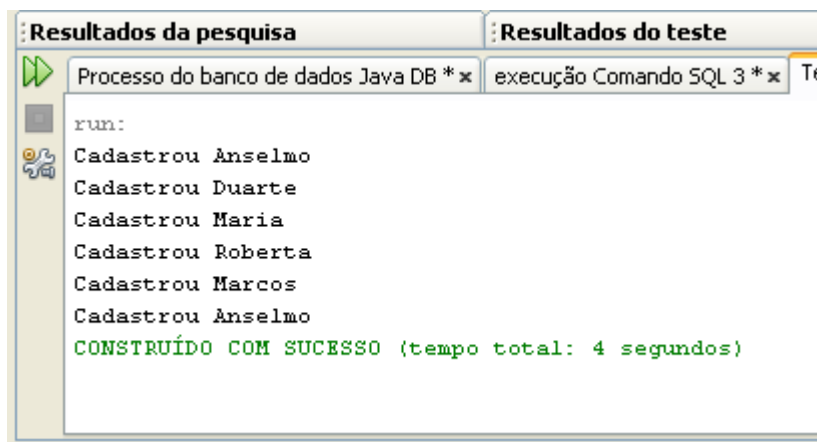 Resultados da pesquisa
Resultados do teste
Processo do banco de dados Java DB *
execução Comando SQL 3 *
run:
Cadastrou Anselmo
Cadastrou Duarte
Cadastrou Maria
Cadastrou Roberta
Cadastrou Marcos
Cadastrou Anselmo
CONSTRUÍDO COM SUCESSO (tempo total: 4 segundos)